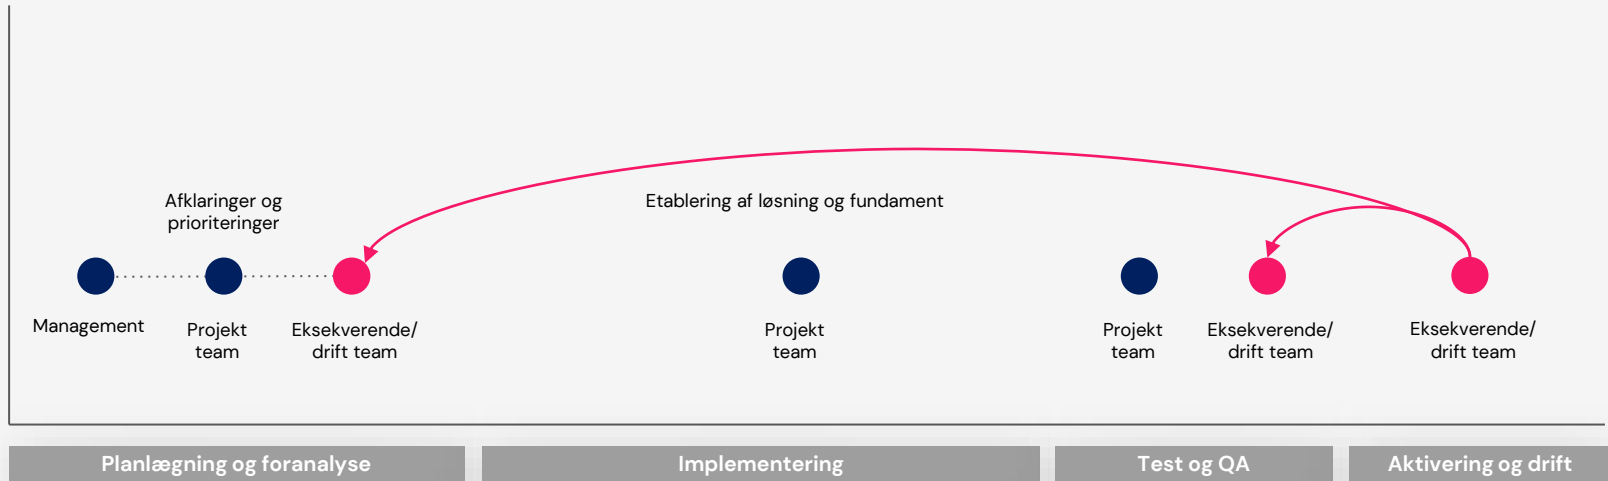 Afklaringer og
prioriteringer
Etablering af løsning og fundament
Management
Projekt
team
Eksekverende/
drift team
Projekt
team
Projekt
team
Eksekverende/
drift team
Eksekverende/
drift team
Planlægning og foranalyse
Implementering
Test og QA
Aktivering og drift